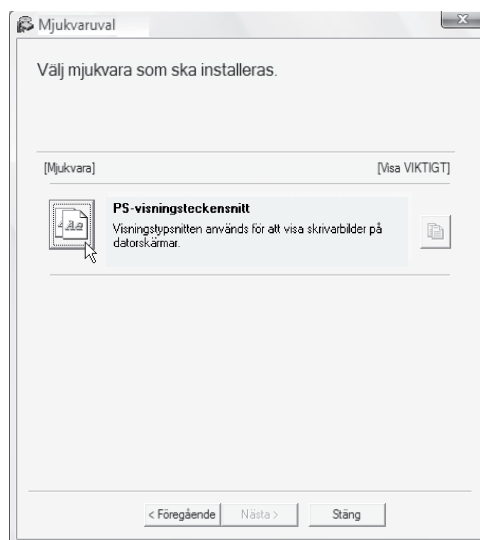 Mjukvaruval
Välj mjukvara som ska installeras.
[Mjukvara] [Visa VIKTIGT]
PS-visningsteckensnitt
Visningstypsnitten används för att visa skrivarbilder på
datorskärmar.
< Föregående Nästa > Stäng